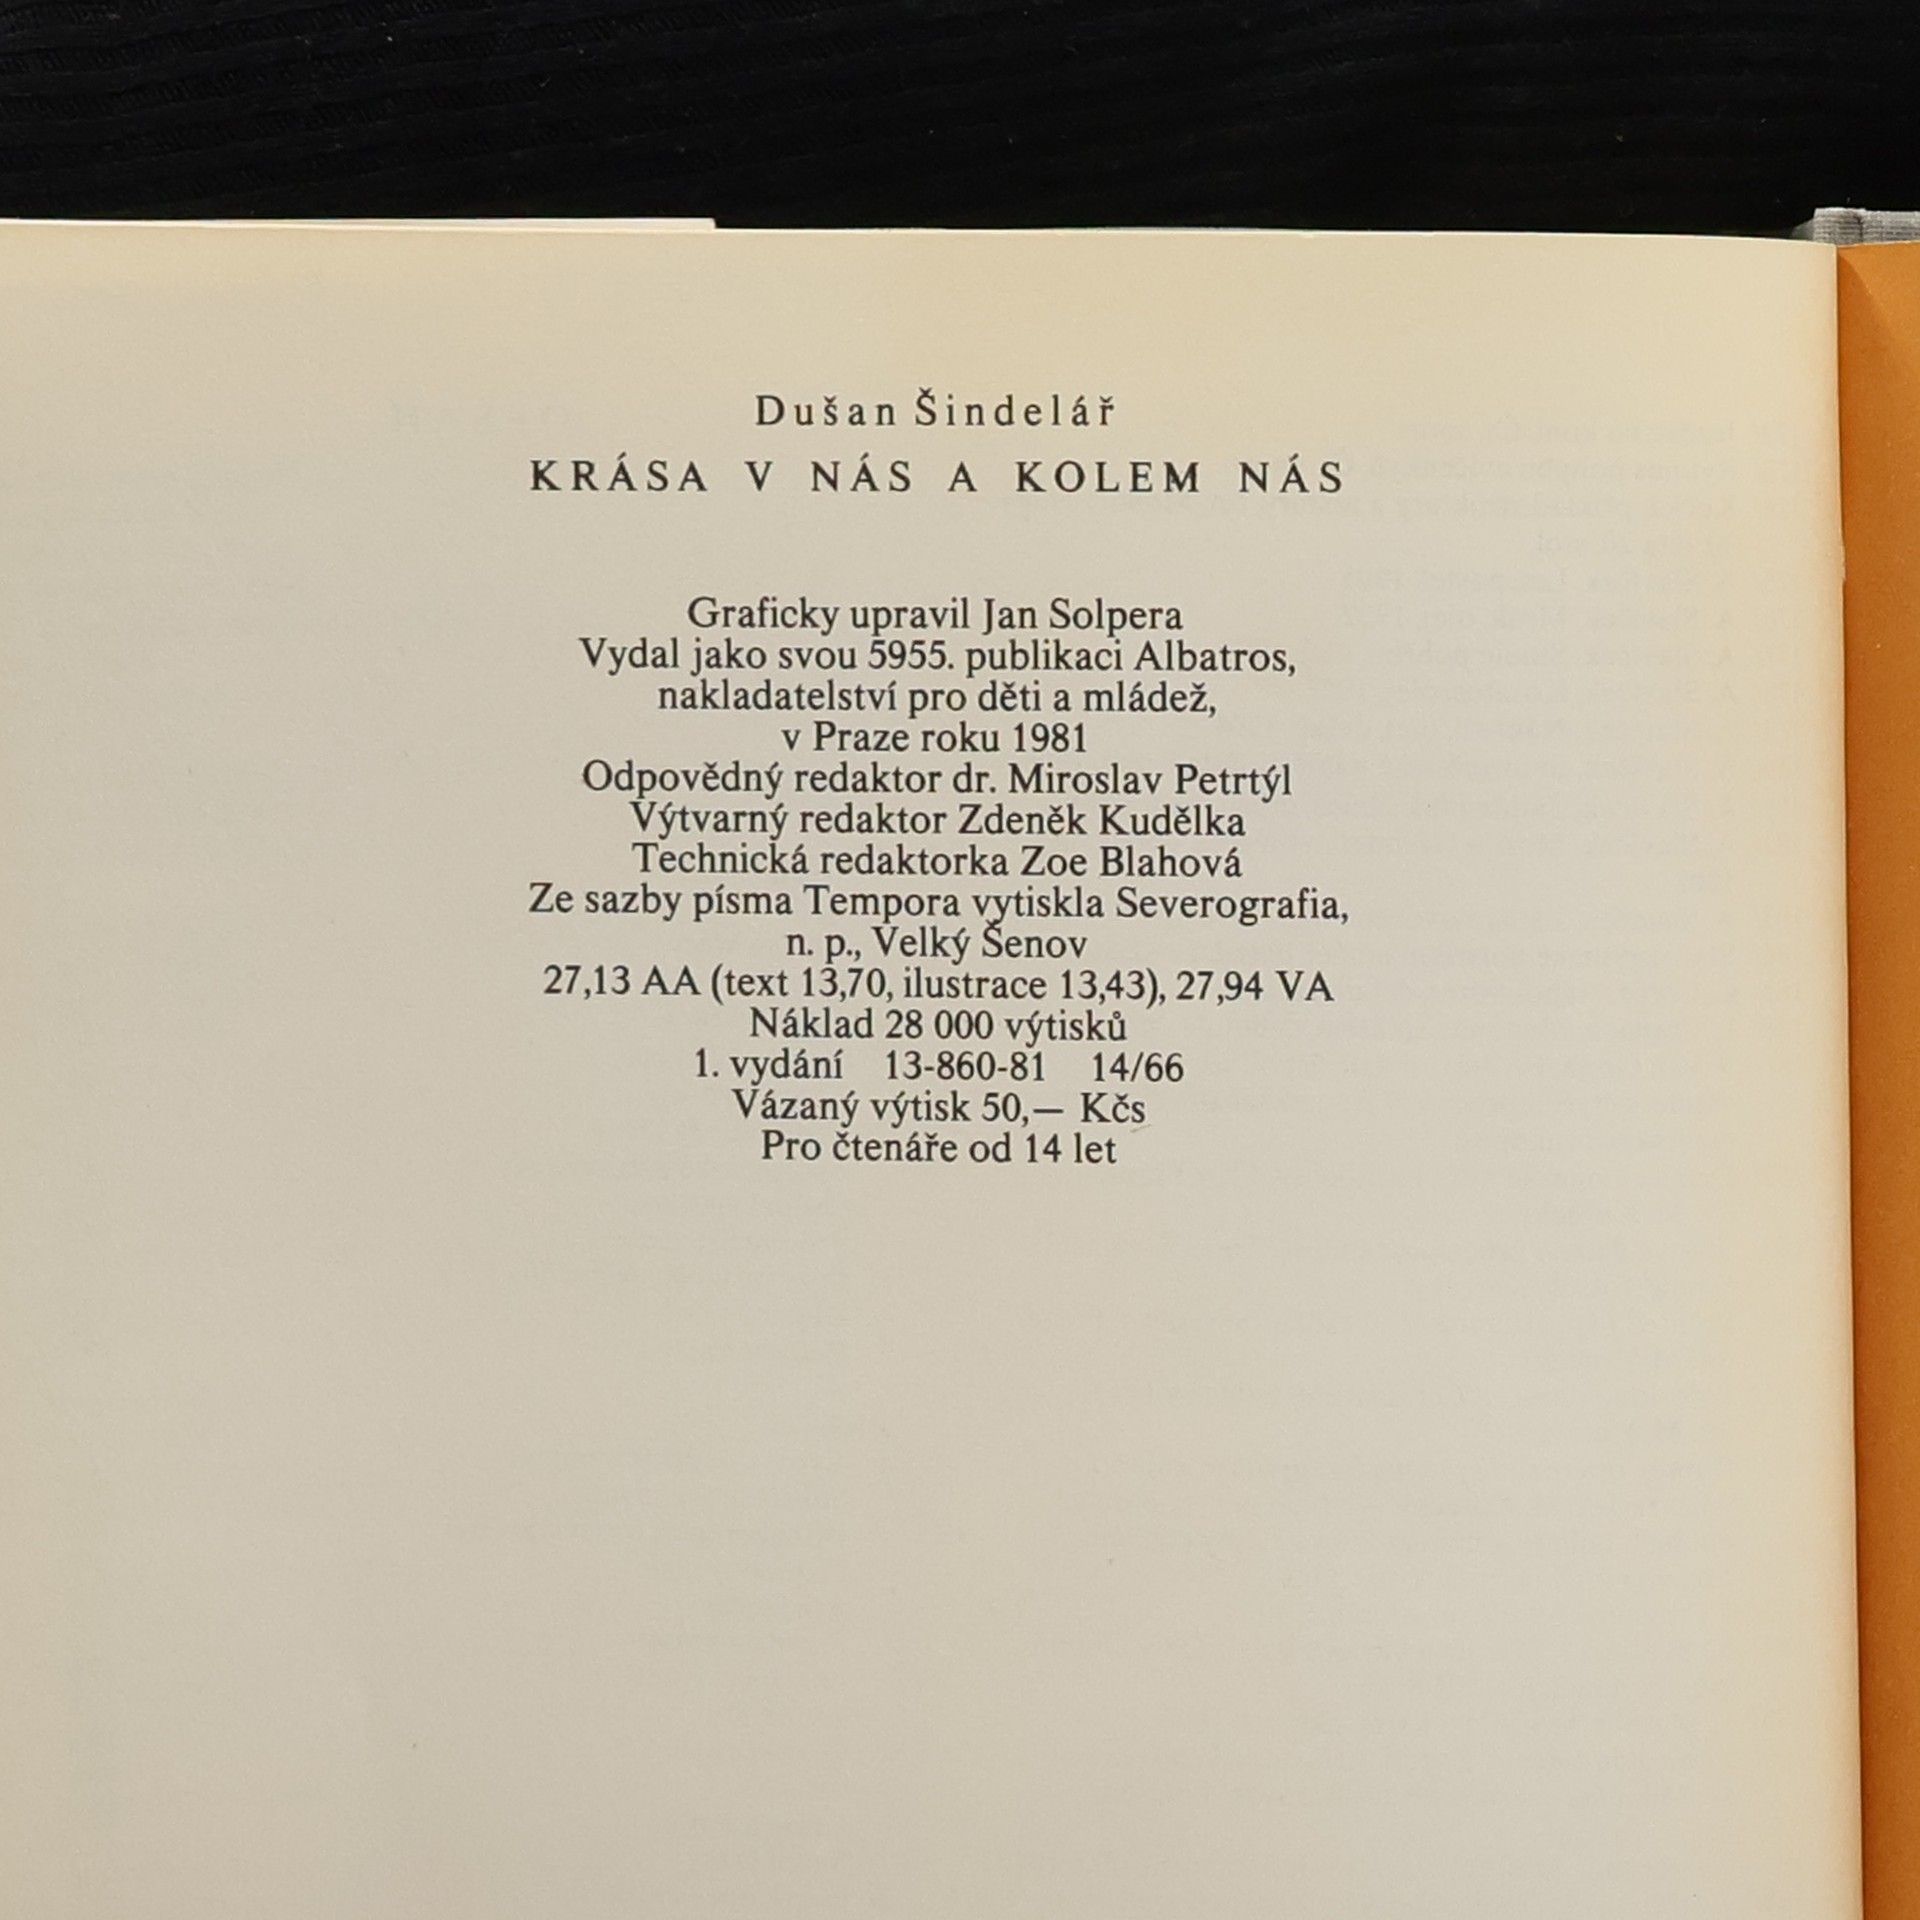 Dušan Šindelář
KRÁSA V NÁS A KOLEM NÁS
Graficky upravil Jan Solpera
Vydal jako svou 5955. publikaci Albatros,
nakladatelství pro děti a mládež,
v Praze roku 1981
Odpovědný redaktor dr. Miroslav Petrtýl
Výtvarný redaktor Zdeněk Kudělka
Technická redaktorka Zoe Blahová
Ze sazby písma Tempora vytiskla Severografia,
n. p., Velký Šenov
27,13 AA (text 13,70, ilustrace 13,43), 27,94 VA
Náklad 28 000 výtisků
1. vydání 13-860-81 14/66
Vázaný výtisk 50,— Kčs
Pro čtenáře od 14 let